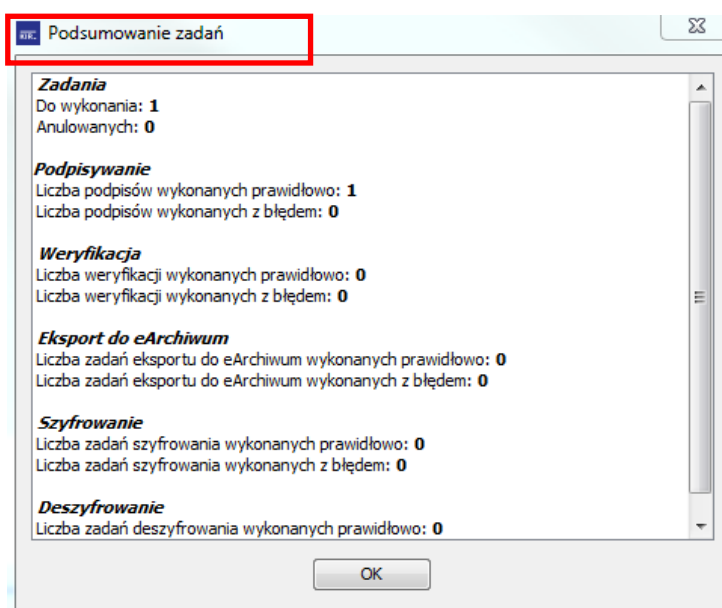 Podsumowanie zadań
Zadania
Do wykonania: 1
Anulowanych: 0
Podpisywanie
Liczba podpisów wykonanych prawidłowo: 1
Liczba podpisów wykonanych z błędem: 0
Weryfikacja
Liczba weryfikacji wykonanych prawidłowo: 0
Liczba weryfikacji wykonanych z błędem: 0
Eksport do eArchiwum
Liczba zadań eksportu do eArchiwum wykonanych prawidłowo: 0
Liczba zadań eksportu do eArchiwum wykonanych z błędem: 0
Szyfrowanie
Liczba zadań szyfrowania wykonanych prawidłowo: 0
Liczba zadań szyfrowania wykonanych z błędem: 0
Deszyfrowanie
Liczba zadań deszyfrowania wykonanych prawidłowo: 0
OK